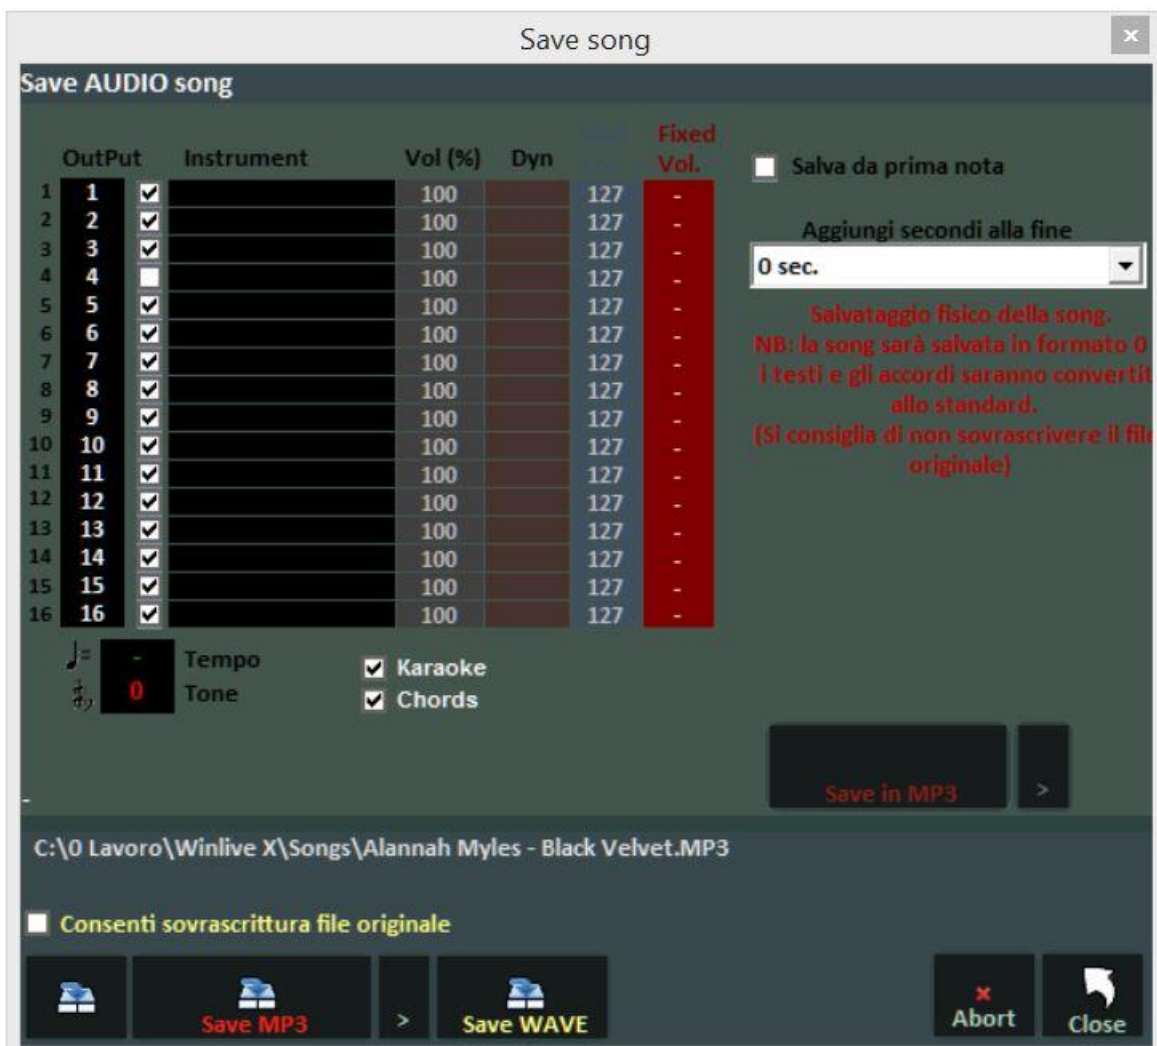 Save song
x
Save AUDIO song
OutPut Instrument Vol (%) Dyn Fixed Vol.
1 1 100 127 -
2 2 100 127 -
3 3 100 127 -
4 4 100 127 -
5 5 100 127 -
6 6 100 127 -
7 7 100 127 -
8 8 100 127 -
9 9 100 127 -
10 10 100 127 -
11 11 100 127 -
12 12 100 127 -
13 13 100 127 -
14 14 100 127 -
15 15 100 127 -
16 16 100 127 -
Salva da prima nota
Aggiungi secondi alla fine
0 sec.
Salvataggio fisico della song.
NB: la song sarà salvata in formato 0
i testi e gli accordi saranno convertit
allo standard.
(Si consiglia di non sovrascrivere il file
originale)
- Tempo
0 Tone
Karaoke
Chords
Save in MP3 >
-
C:\0 Lavoro\Winlive X\Songs\Alannah Myles - Black Velvet.MP3
Consenti sovrascrittura file originale
Save MP3 > Save WAVE Abort Close